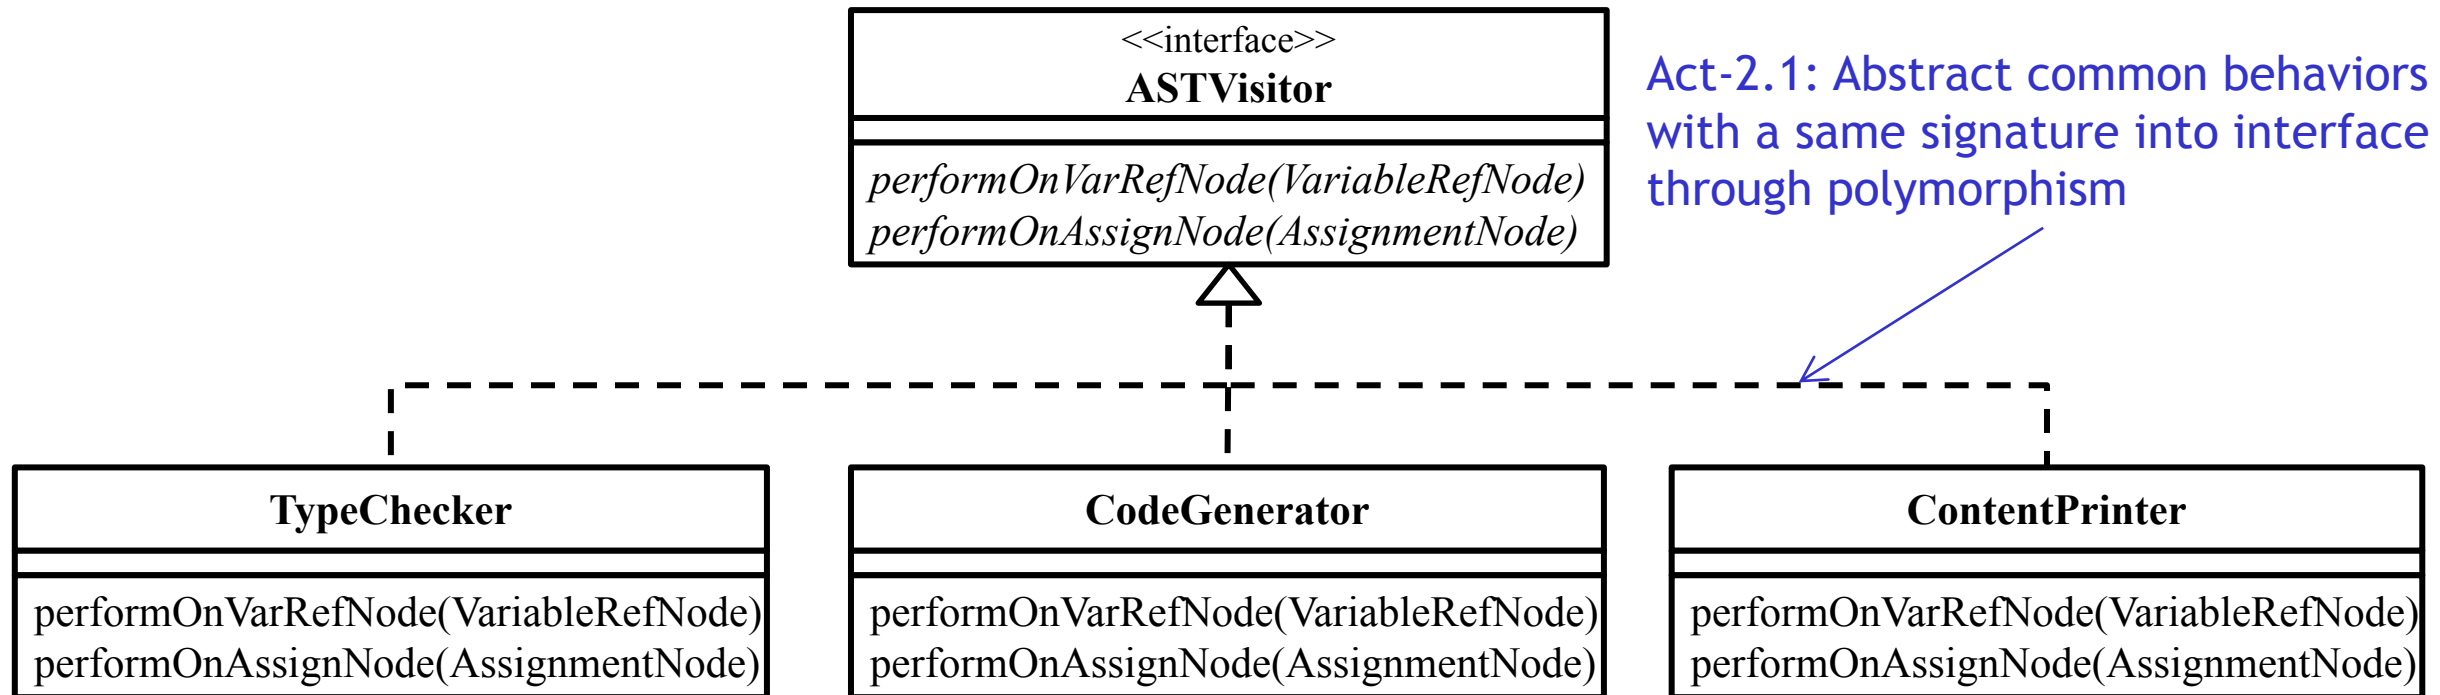 <<interface>>
ASTVisitor
performOnVarRefNode(VariableRefNode)
performOnAssignNode(AssignmentNode)
Act-2.1: Abstract common behaviors
with a same signature into interface
through polymorphism
TypeChecker
performOnVarRefNode(VariableRefNode)
performOnAssignNode(AssignmentNode)
CodeGenerator
performOnVarRefNode(VariableRefNode)
performOnAssignNode(AssignmentNode)
ContentPrinter
performOnVarRefNode(VariableRefNode)
performOnAssignNode(AssignmentNode)